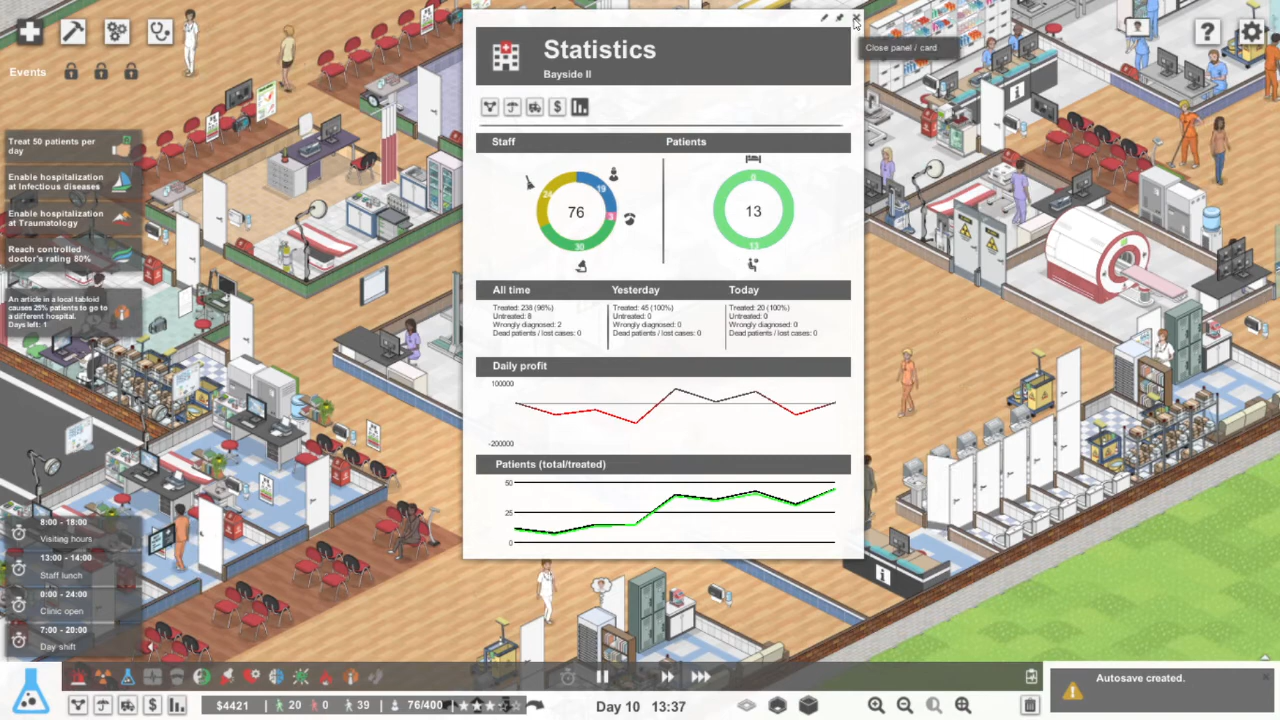 Events
Treat 50 patients per
day
Enable hospitalization
at Infectious diseases
Enable hospitalization
at Traumatology
Reach controlled
doctor's rating 80%
An article in a local tabloid
causes 25% patients to go to
a different hospital.
Days left: 1
8:00 - 18:00
Visiting hours
13:00 - 14:00
Staff lunch
0:00 - 24:00
Clinic open
7:00 - 20:00
Day shift
Statistics
Bayside II
Close panel / card
$
Staff
Patients
24
19
3
30
76
0
13
13
All time
Yesterday
Today
Treated: 238 (96%)
Untreated: 8
Wrongly diagnosed: 2
Dead patients / lost cases: 0
Treated: 45 (100%)
Untreated: 0
Wrongly diagnosed: 0
Dead patients / lost cases: 0
Treated: 20 (100%)
Untreated: 0
Wrongly diagnosed: 0
Dead patients / lost cases: 0
Daily profit
100000
-200000
Patients (total/treated)
50
25
0
?
i
i
$
$4421
20
0
39
76/400
Day 10 13:37
Autosave created.